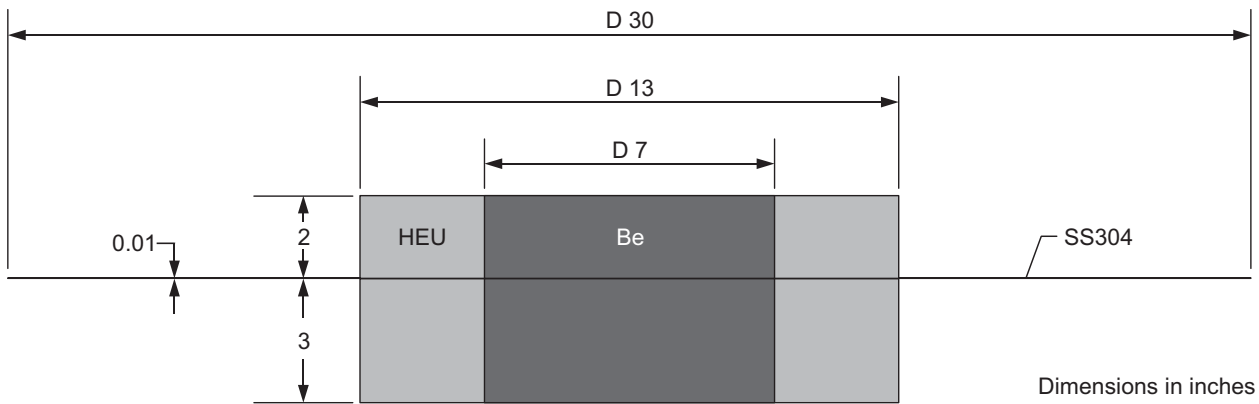 D 30
D 13
D 7
HEU
Be
2
0.01
SS304
3
Dimensions in inches